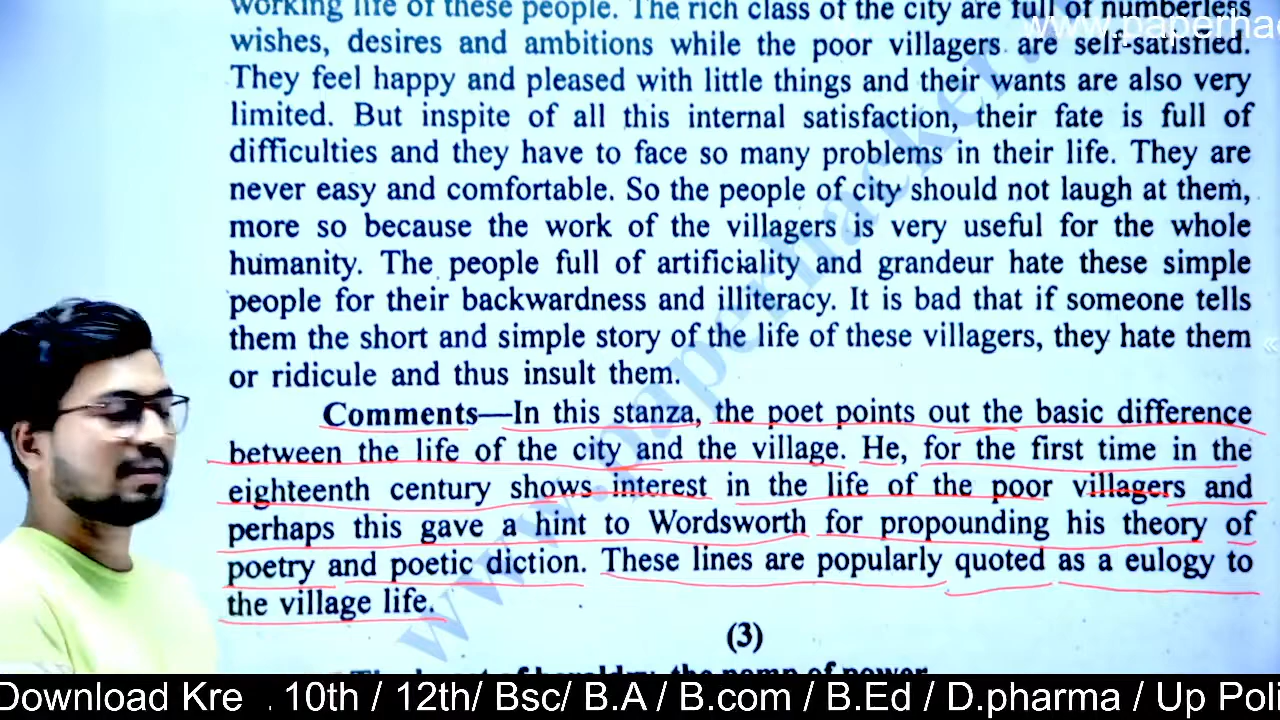 working life of these people. The rich class of the city are full of numberless
www.paperhac
wishes, desires and ambitions while the poor villagers are self-satisfied.
They feel happy and pleased with little things and their wants are also very
limited. But inspite of all this internal satisfaction, their fate is full of
difficulties and they have to face so many problems in their life. They are
never easy and comfortable. So the people of city should not laugh at them,
more so because the work of the villagers is very useful for the whole
humanity. The people full of artificiality and grandeur hate these simple
people for their backwardness and illiteracy. It is bad that if someone tells
them the short and simple story of the life of these villagers, they hate them
or ridicule and thus insult them.
Comments—In this stanza, the poet points out the basic difference
between the life of the city and the village. He, for the first time in the
eighteenth century shows interest in the life of the poor villagers and
perhaps this gave a hint to Wordsworth for propounding his theory of
poetry and poetic diction. These lines are popularly quoted as a eulogy to
the village life.
www.paperhacker.
(3)
The boast of heraldry, the pomp of power
Download Kre . 10th / 12th/ Bsc/ B.A / B.com / B.Ed / D.pharma / Up Poli